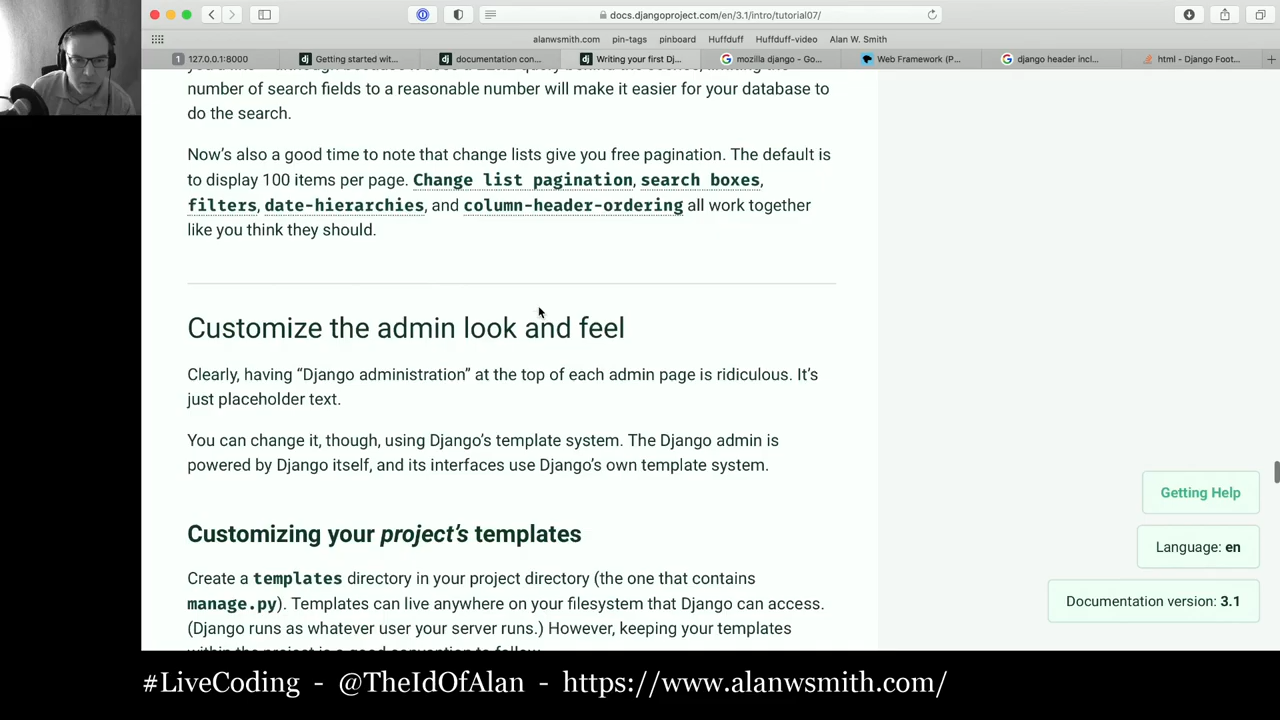 docs.djangoproject.com/en/3.1/intro/tutorial07/
alanwsmith.com pin-tags pinboard Huffduff Huffduff-video Alan W. Smith
1 127.0.0.1:8000 Getting started wit... documentation con... Writing your first Dj... mozilla django - Go... Web Framework (P... django header incl... html - Django Foot...
number of search fields to a reasonable number will make it easier for your database to
do the search.
Now's also a good time to note that change lists give you free pagination. The default is
to display 100 items per page. Change list pagination, search boxes,
filters, date-hierarchies, and column-header-ordering all work together
like you think they should.
Customize the admin look and feel
Clearly, having “Django administration” at the top of each admin page is ridiculous. It's
just placeholder text.
You can change it, though, using Django's template system. The Django admin is
powered by Django itself, and its interfaces use Django's own template system.
Customizing your project's templates
Create a templates directory in your project directory (the one that contains
manage.py). Templates can live anywhere on your filesystem that Django can access.
(Django runs as whatever user your server runs.) However, keeping your templates
within the project is a good convention to follow.
Getting Help
Language: en
Documentation version: 3.1
#LiveCoding - @TheIdOfAlan - https://www.alanwsmith.com/